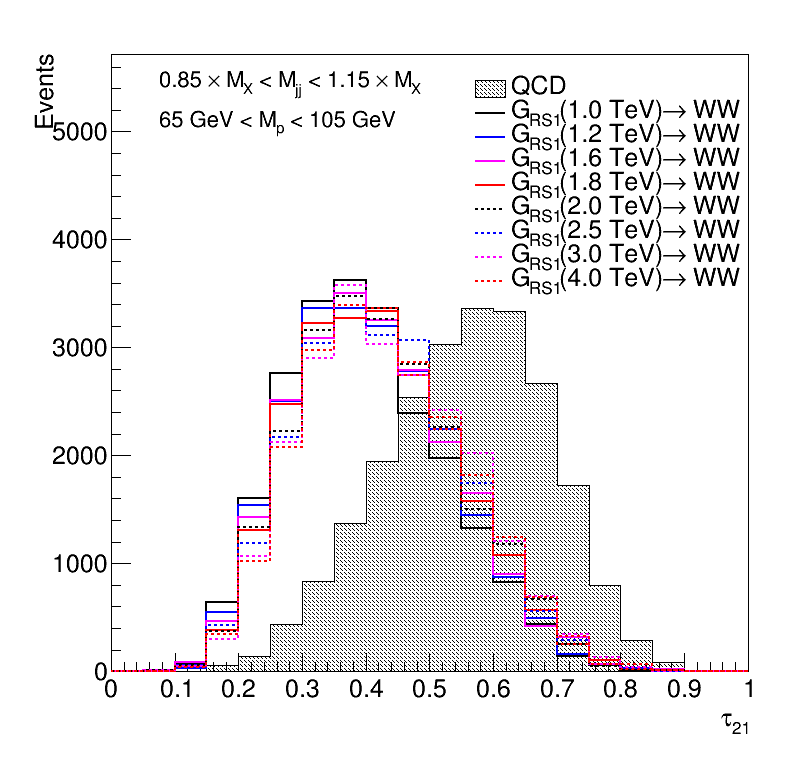 Events
0.85 × M_X < M_jj < 1.15 × M_X
65 GeV < M_p < 105 GeV
QCD
G_RS1(1.0 TeV)→ WW
G_RS1(1.2 TeV)→ WW
G_RS1(1.6 TeV)→ WW
G_RS1(1.8 TeV)→ WW
G_RS1(2.0 TeV)→ WW
G_RS1(2.5 TeV)→ WW
G_RS1(3.0 TeV)→ WW
G_RS1(4.0 TeV)→ WW
5000
4000
3000
2000
1000
0
0 0.1 0.2 0.3 0.4 0.5 0.6 0.7 0.8 0.9 1
τ_21